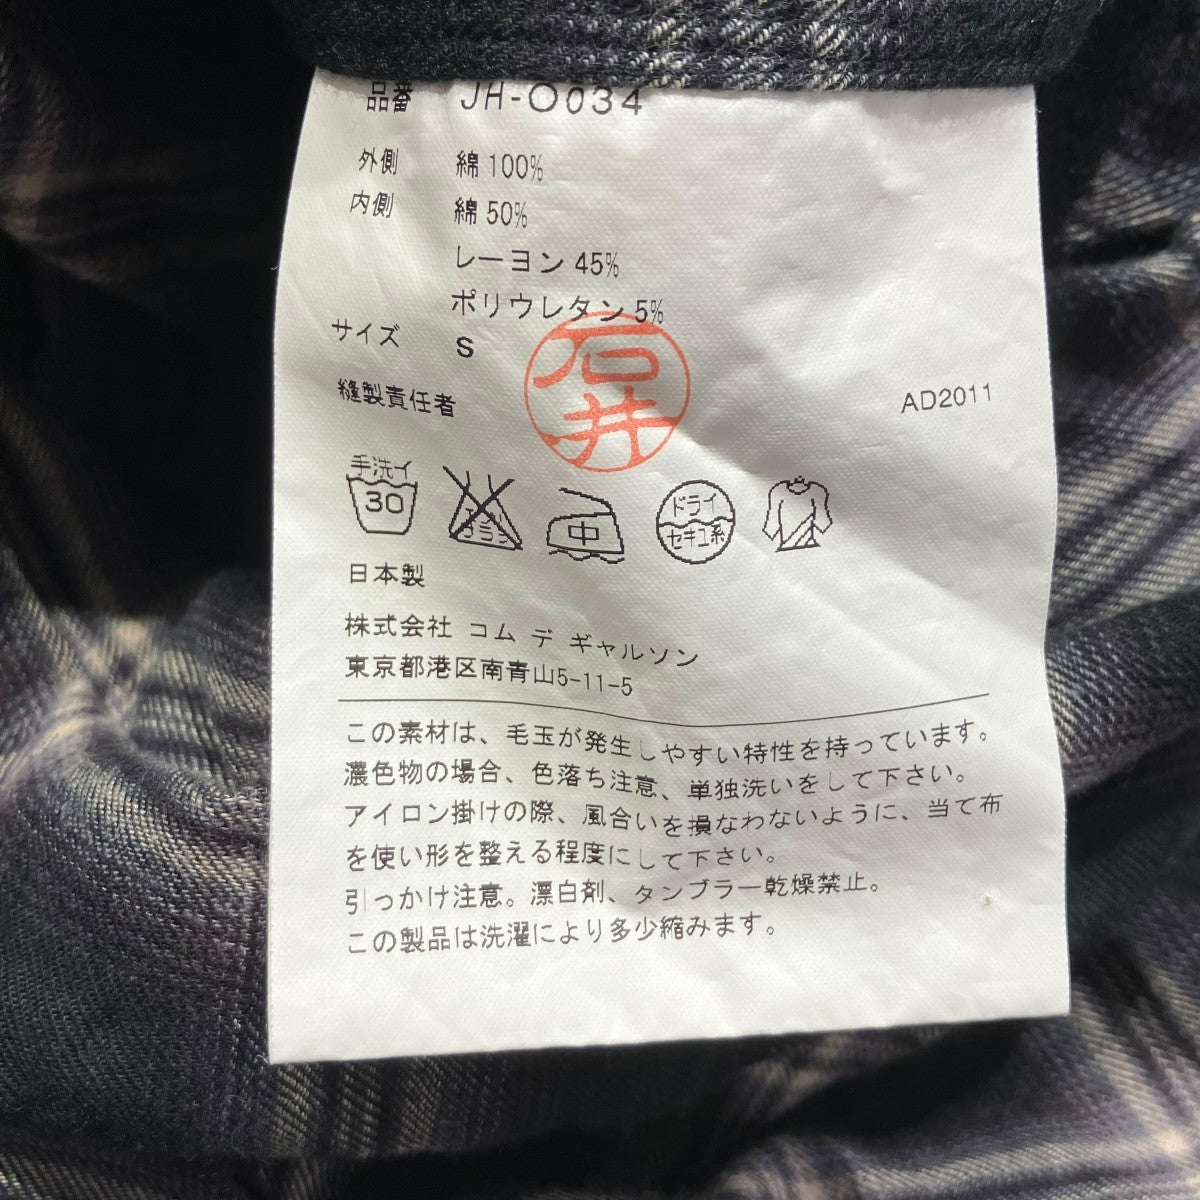 品番 JH-O034
外側 綿 100%
内側 綿 50%
レーヨン 45%
ポリウレタン 5%
サイズ S
石井
縫製責任者
AD2011
手洗イ
30
エンソ
サラシ
中
ドライ
セキユ系
日本製
株式会社 コム デ ギャルソン
東京都港区南青山5-11-5
この素材は、毛玉が発生しやすい特性を持っています。
濃色物の場合、色落ち注意、単独洗いをして下さい。
アイロン掛けの際、風合いを損なわないように、当て布
を使い形を整える程度にして下さい。
引っかけ注意。漂白剤、タンブラー乾燥禁止。
この製品は洗濯により多少縮みます。